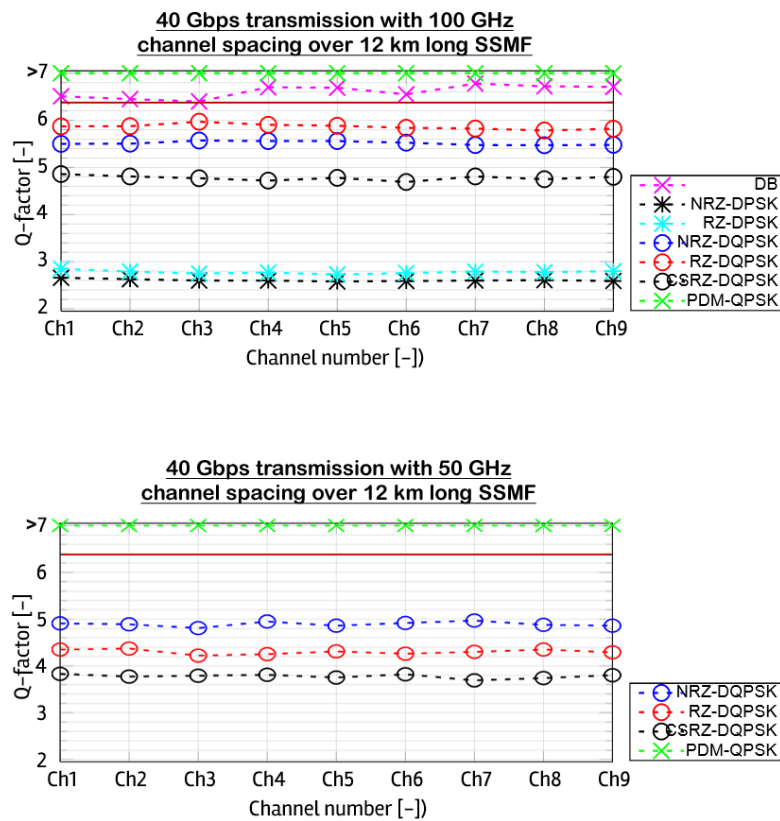 40 Gbps transmission with 100 GHz
channel spacing over 12 km long SSMF
>7
6
5
4
3
2
Q-factor [-]
Ch1 Ch2 Ch3 Ch4 Ch5 Ch6 Ch7 Ch8 Ch9
Channel number [-])
DB
NRZ-DPSK
RZ-DPSK
NRZ-DQPSK
RZ-DQPSK
CSRZ-DQPSK
PDM-QPSK
40 Gbps transmission with 50 GHz
channel spacing over 12 km long SSMF
>7
6
5
4
3
2
Q-factor [-]
Ch1 Ch2 Ch3 Ch4 Ch5 Ch6 Ch7 Ch8 Ch9
Channel number [-])
NRZ-DQPSK
RZ-DQPSK
CSRZ-DQPSK
PDM-QPSK